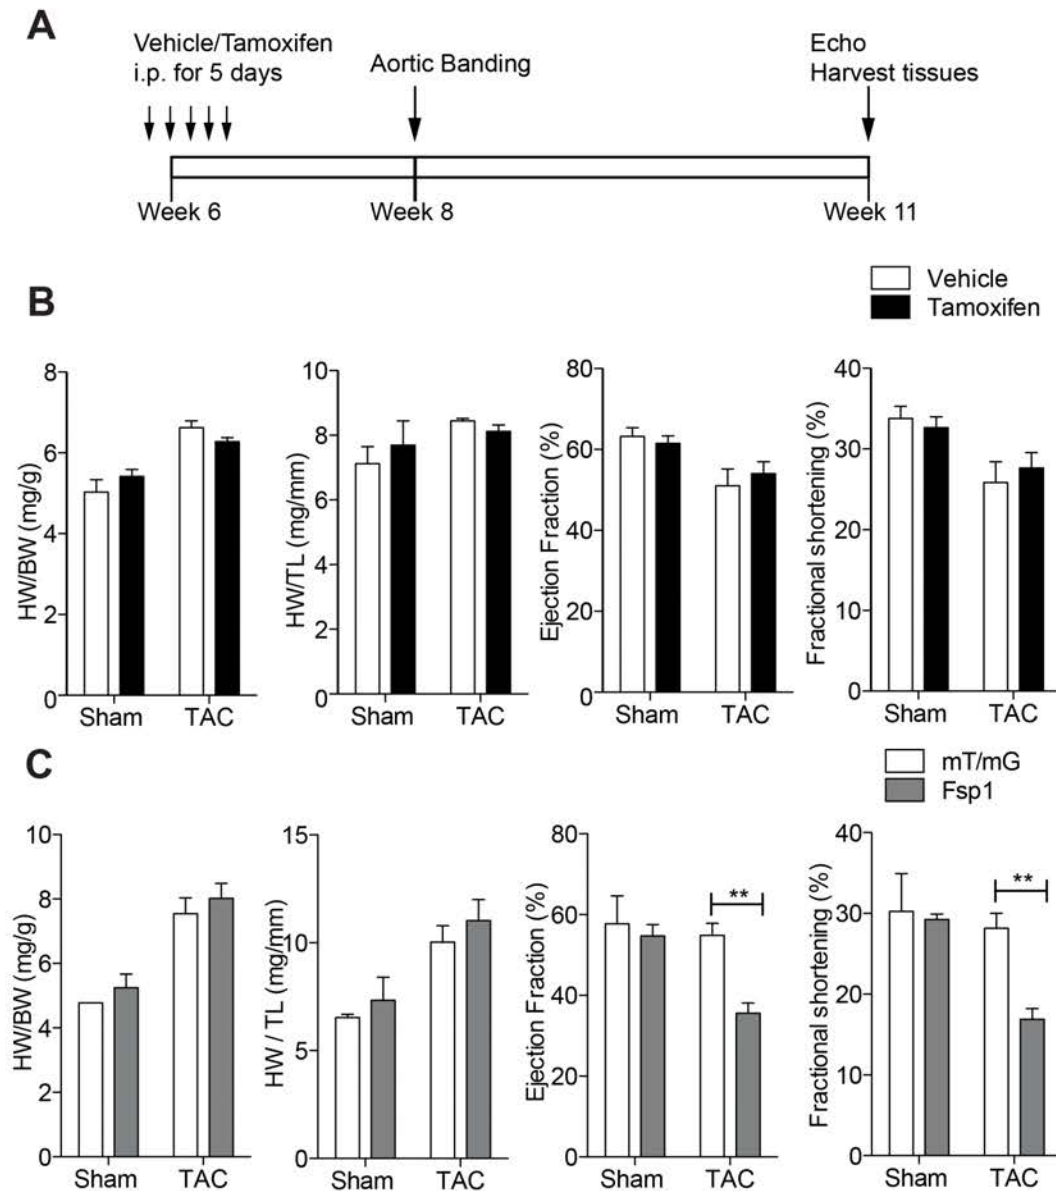 A
Vehicle/Tamoxifen
i.p. for 5 days
Aortic Banding
Echo
Harvest tissues
Week 6
Week 8
Week 11
B
Vehicle
Tamoxifen
HW/BW (mg/g)
8
6
4
2
0
Sham
TAC
HW/TL (mg/mm)
10
8
6
4
2
0
Sham
TAC
Ejection Fraction (%)
80
60
40
20
0
Sham
TAC
Fractional shortening (%)
40
30
20
10
0
Sham
TAC
C
mT/mG
Fsp1
HW/BW (mg/g)
10
8
6
4
2
0
Sham
TAC
HW / TL (mg/mm)
15
10
5
0
Sham
TAC
Ejection Fraction (%)
80
60
40
20
0
**
Sham
TAC
Fractional shortening (%)
40
30
20
10
0
**
Sham
TAC